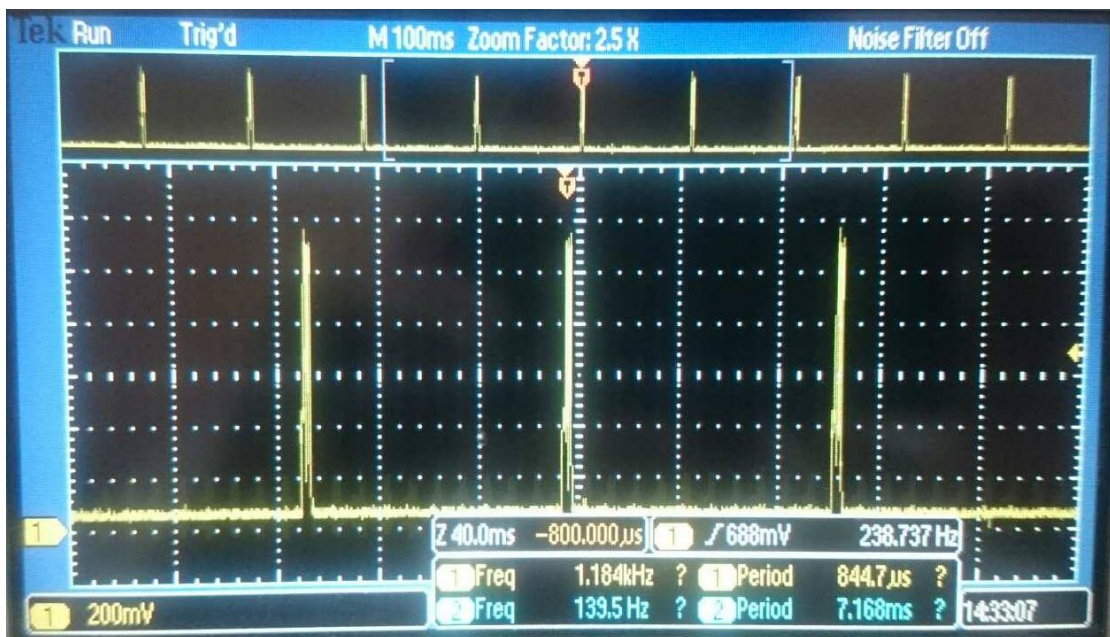 Tek Run Trig'd M 100ms Zoom Factor: 2.5 X Noise Filter Off
T
T
1
Z 40.0ms -800.000µs 1 ∫ 688mV 238.737 Hz
1 Freq 1.184kHz ? 1 Period 844.7µs ?
2 Freq 139.5 Hz ? 2 Period 7.168ms ?
1 200mV 14:33:07